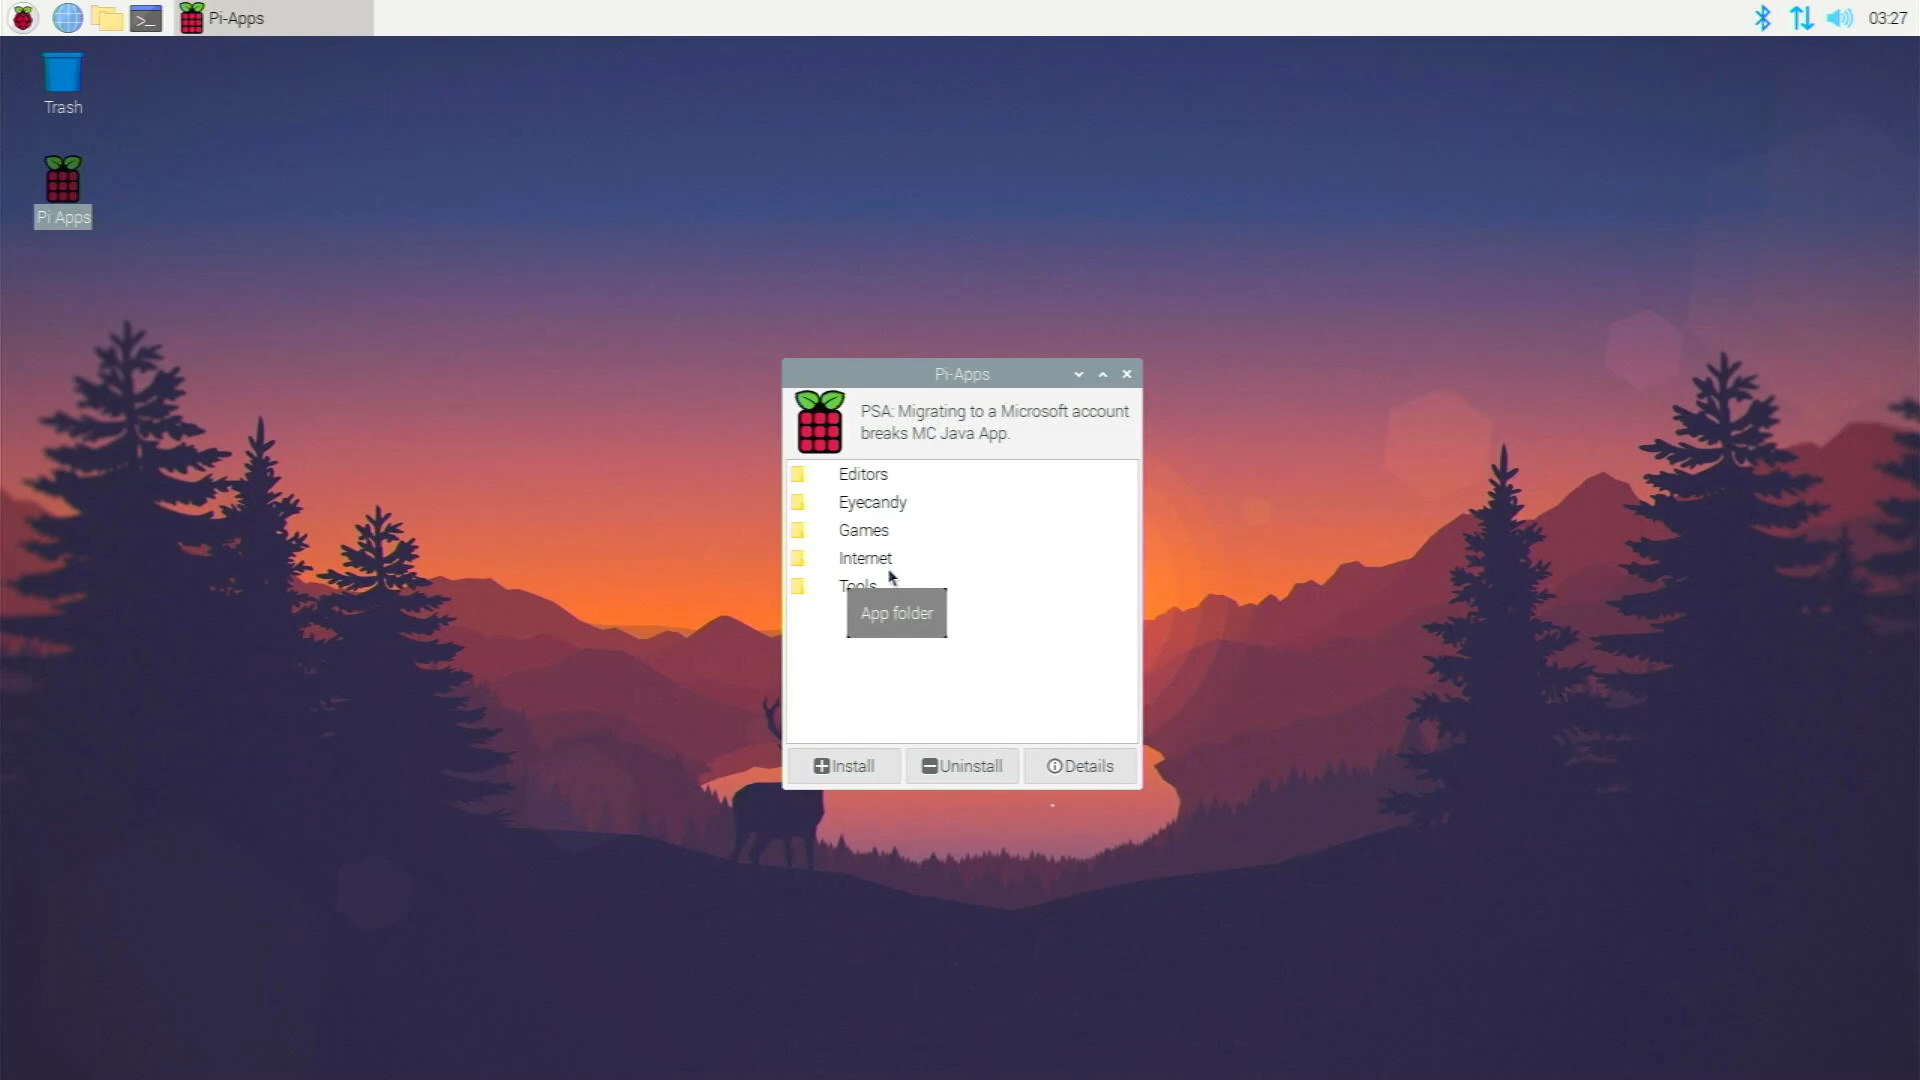 Pi-Apps
03:27
Trash
Pi Apps
Pi-Apps
PSA: Migrating to a Microsoft account
breaks MC Java App.
Editors
Eyecandy
Games
Internet
Tools
App folder
Install
Uninstall
Details